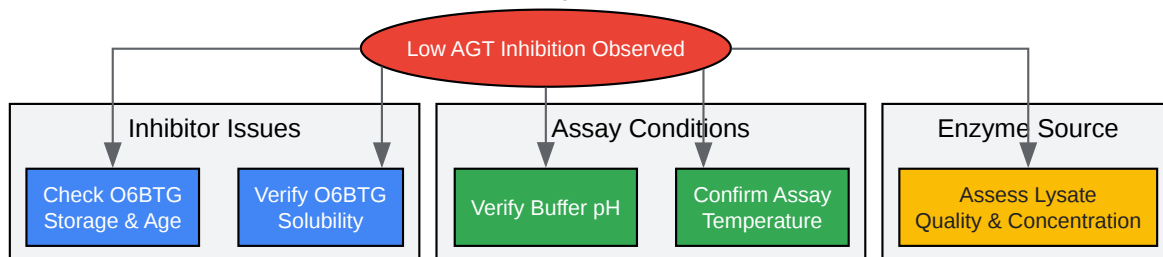 Low AGT Inhibition Observed
Inhibitor Issues
Assay Conditions
Enzyme Source
Check O6BTG
Storage & Age
Verify O6BTG
Solubility
Verify Buffer pH
Confirm Assay
Temperature
Assess Lysate
Quality & Concentration